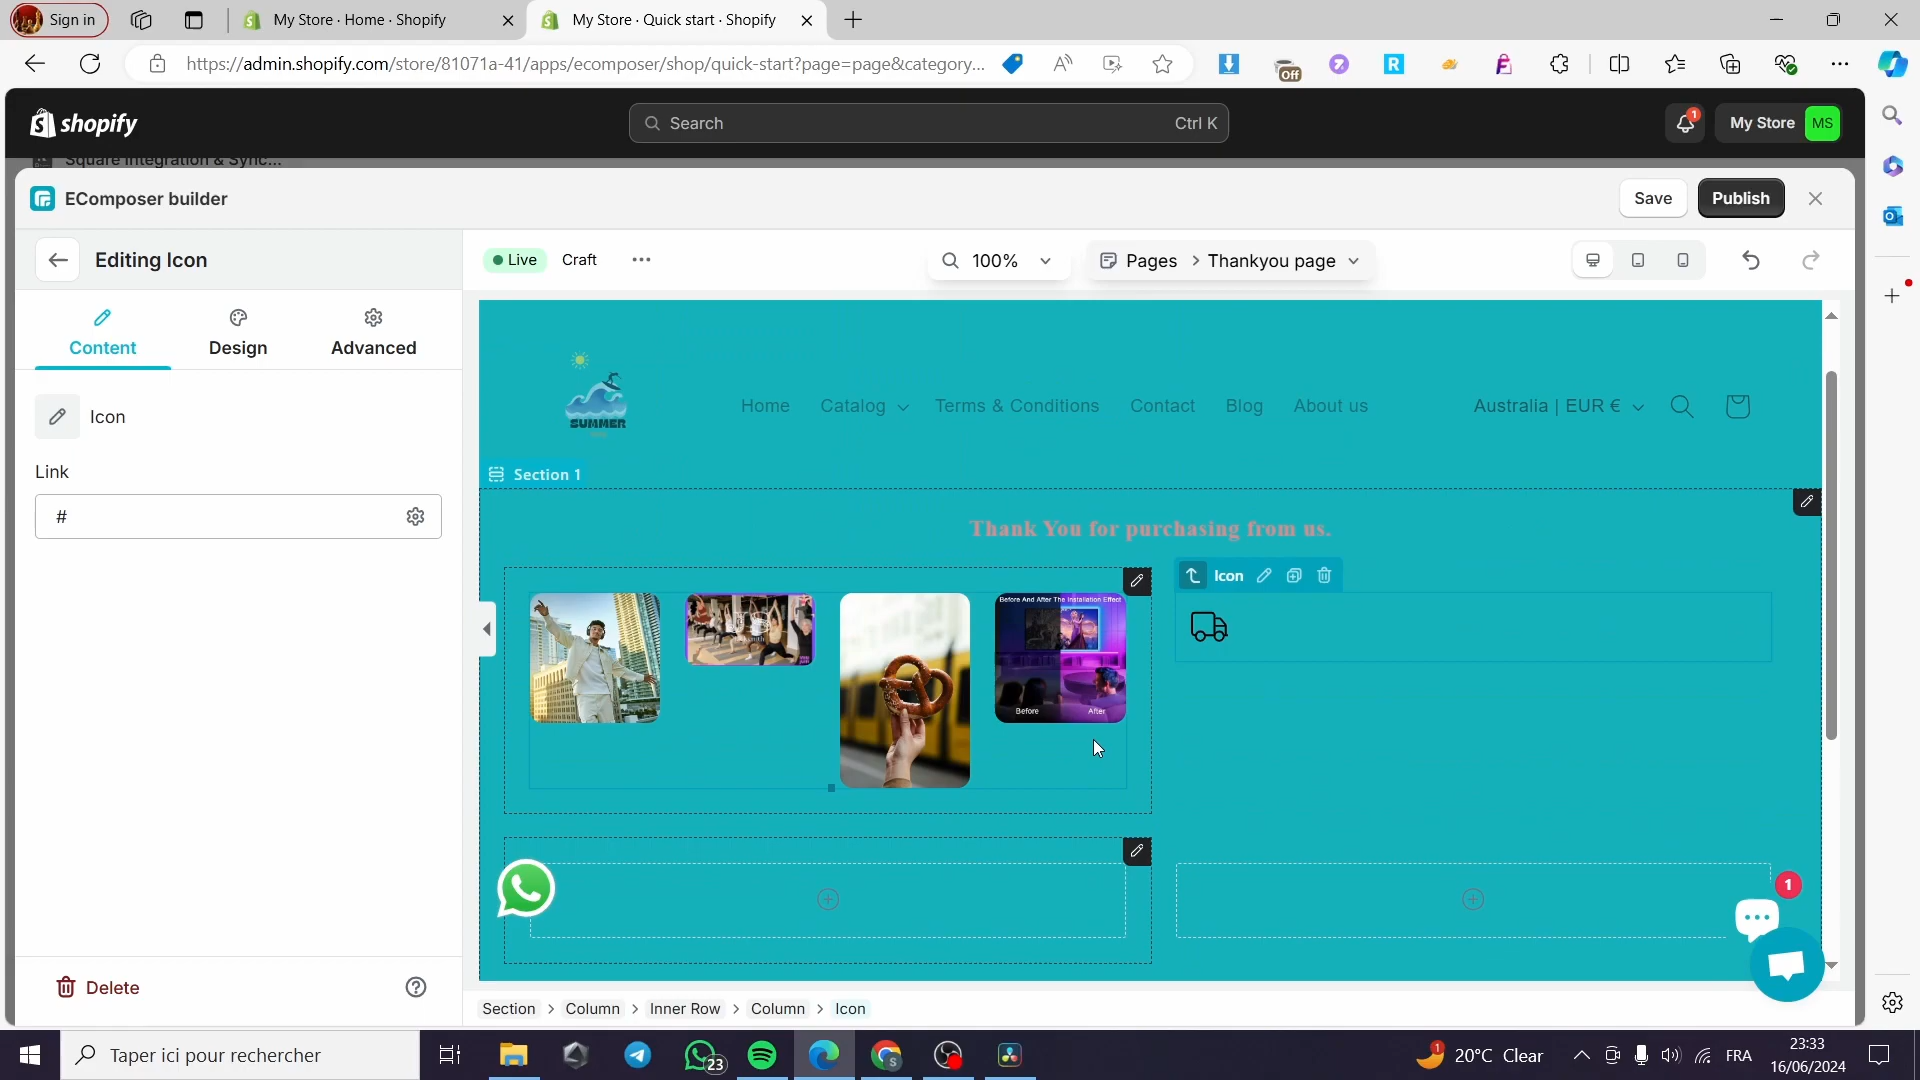 Sign in
My Store · Home · Shopify
My Store · Quick start · Shopify
https://admin.shopify.com/store/81071a-41/apps/ecomposer/shop/quick-start?page=page&category...
Off
shopify
Search
Ctrl K
1
My Store
MS
Square Integration & Sync...
EComposer builder
Save
Publish
Editing Icon
Live
Craft
100%
Pages > Thankyou page
Content
Design
Advanced
Icon
Link
#
SUMMER
Home
Catalog
Terms & Conditions
Contact
Blog
About us
Australia | EUR €
Section 1
Thank You for purchasing from us.
Icon
Before And After The Installation Effect
Before
After
1
Delete
Section > Column > Inner Row > Column > Icon
Taper ici pour rechercher
23
1
20°C Clear
FRA
23:33
16/06/2024